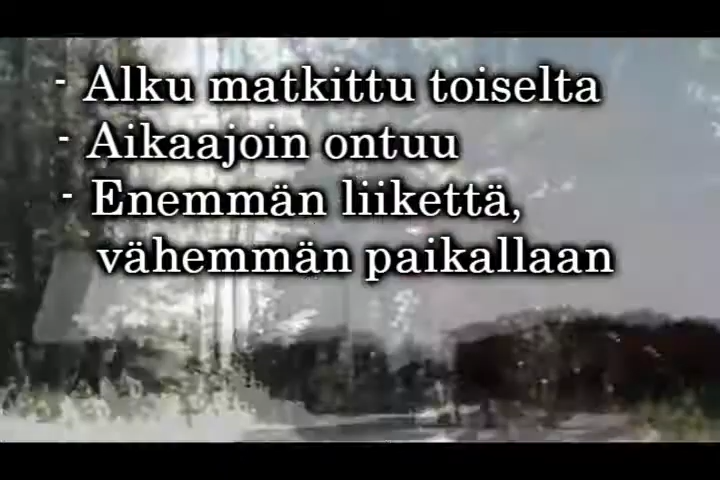 - Alku matkittu toiselta
- Aikaajoin ontuu
- Enemmän liikettä,
vähemmän paikallaan